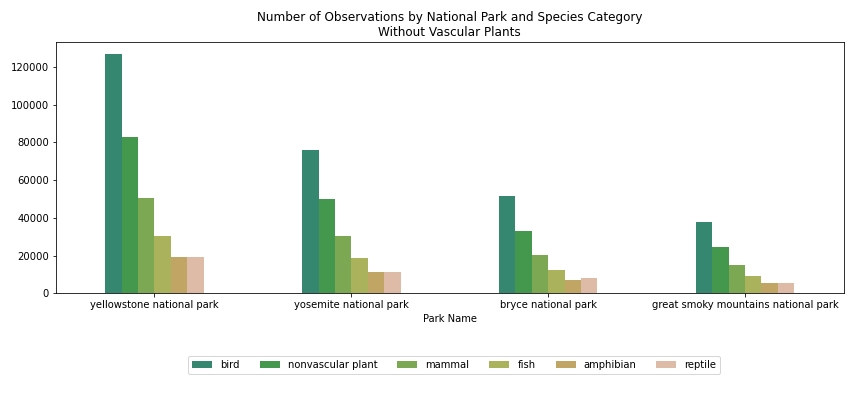 Number of Observations by National Park and Species Category
Without Vascular Plants
120000
100000
80000
60000
40000
20000
0
yellowstone national park
yosemite national park
bryce national park
great smoky mountains national park
Park Name
bird
nonvascular plant
mammal
fish
amphibian
reptile